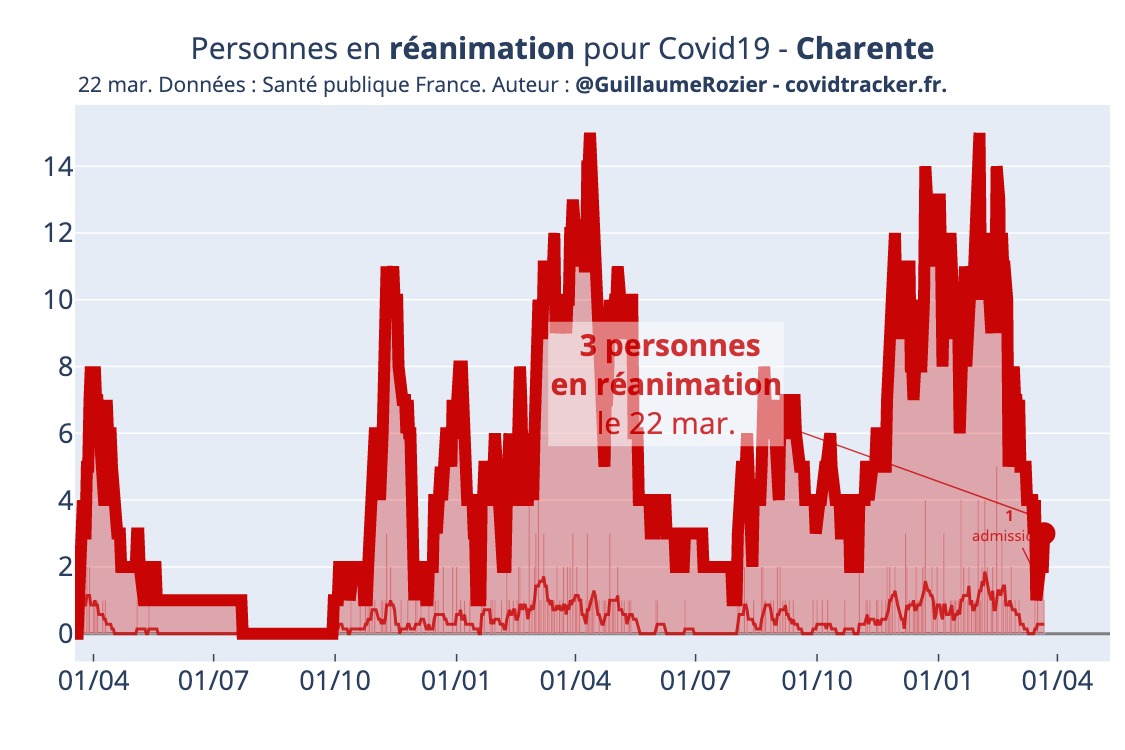 Personnes en réanimation pour Covid19 - Charente
22 mar. Données : Santé publique France. Auteur : @GuillaumeRozier - covidtracker.fr.
14
12
10
8
6
4
2
0
3 personnes
en réanimation
le 22 mar.
1
01/04 01/07 01/10 01/01 01/04 01/07 01/10 01/01 01/04